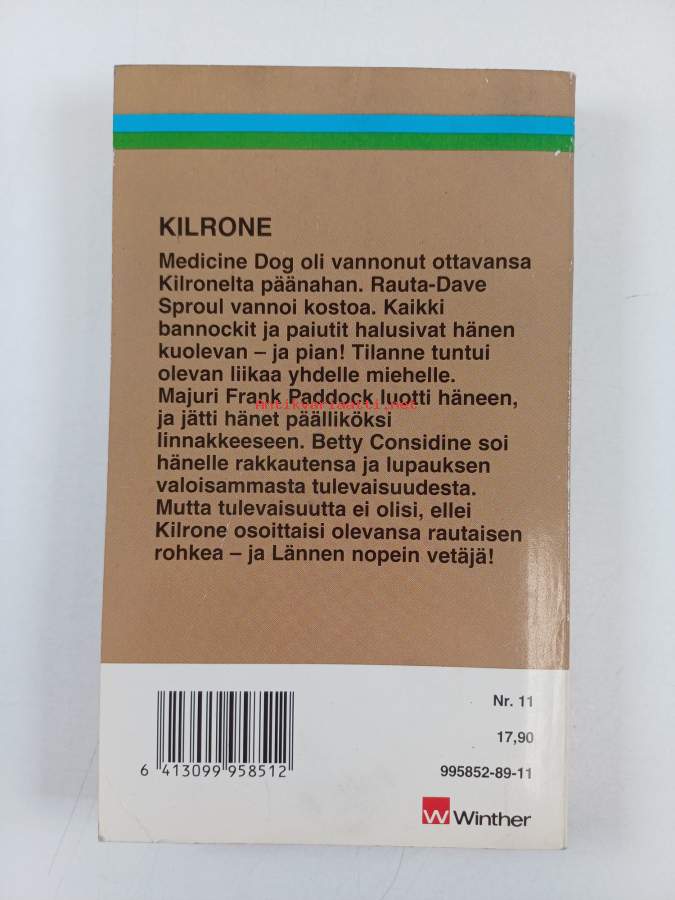 KILRONE
Medicine Dog oli vannonut ottavansa
Kilronelta päänahan. Rauta-Dave
Sproul vannoi kostoa. Kaikki
bannockit ja paiutit halusivat hänen
kuolevan – ja pian! Tilanne tuntui
olevan liikaa yhdelle miehelle.
Majuri Frank Paddock luotti häneen,
Antikvariaatti.net
ja jätti hänet päälliköksi
linnakkeeseen. Betty Considine soi
hänelle rakkautensa ja lupauksen
valoisammasta tulevaisuudesta.
Mutta tulevaisuutta ei olisi, ellei
Kilrone osoittaisi olevansa rautaisen
rohkea – ja Lännen nopein vetäjä!
Nr. 11
17,90
6 413099 958512
995852-89-11
W Winther